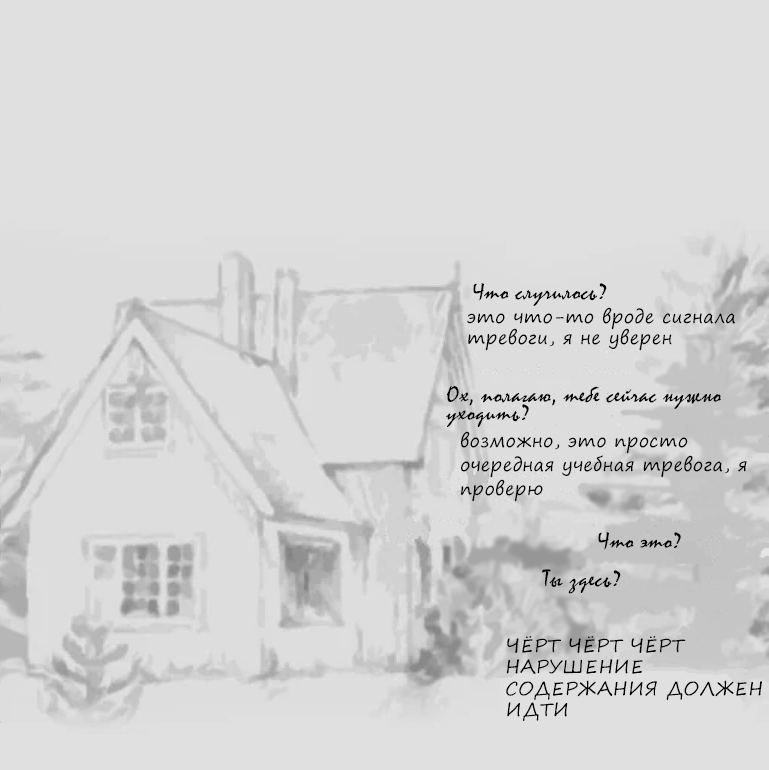 Что случилось?
это что-то вроде сигнала
тревоги, я не уверен
Ох, полагаю, тебе сейчас нужно
уходить?
возможно, это просто
очередная учебная тревога, я
проверю
Что это?
Ты здесь?
ЧЁРТ ЧЁРТ ЧЁРТ
НАРУШЕНИЕ
СОДЕРЖАНИЯ ДОЛЖЕН
ИДТИ